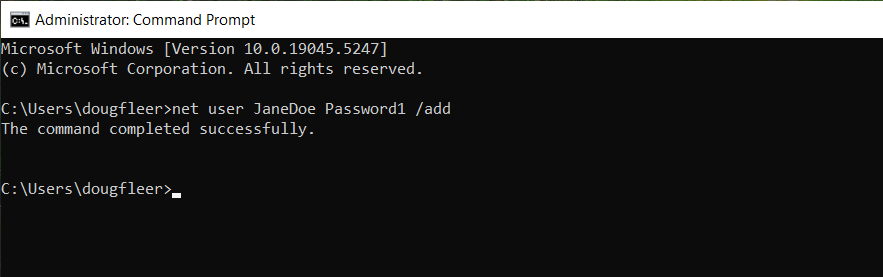 Administrator: Command Prompt
Microsoft Windows [Version 10.0.19045.5247]
(c) Microsoft Corporation. All rights reserved.
C:\Users\dougfleer>net user JaneDoe Password1 /add
The command completed successfully.
C:\Users\dougfleer>